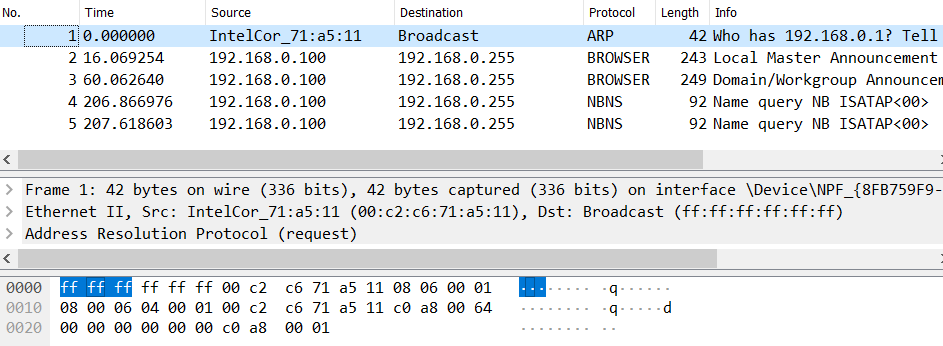 No. Time Source Destination Protocol Length Info
1 0.000000 IntelCor_71:a5:11 Broadcast ARP 42 Who has 192.168.0.1? Tell
2 16.069254 192.168.0.100 192.168.0.255 BROWSER 243 Local Master Announcement
3 60.062640 192.168.0.100 192.168.0.255 BROWSER 249 Domain/Workgroup Announcem
4 206.866976 192.168.0.100 192.168.0.255 NBNS 92 Name query NB ISATAP<00>
5 207.618603 192.168.0.100 192.168.0.255 NBNS 92 Name query NB ISATAP<00>
Frame 1: 42 bytes on wire (336 bits), 42 bytes captured (336 bits) on interface \Device\NPF_{8FB759F9-
Ethernet II, Src: IntelCor_71:a5:11 (00:c2:c6:71:a5:11), Dst: Broadcast (ff:ff:ff:ff:ff:ff)
Address Resolution Protocol (request)
0000 ff ff ff ff ff ff 00 c2 c6 71 a5 11 08 06 00 01 ········ ·q······
0010 08 00 06 04 00 01 00 c2 c6 71 a5 11 c0 a8 00 64 ········ ·q·····d
0020 00 00 00 00 00 00 c0 a8 00 01 ········ ··